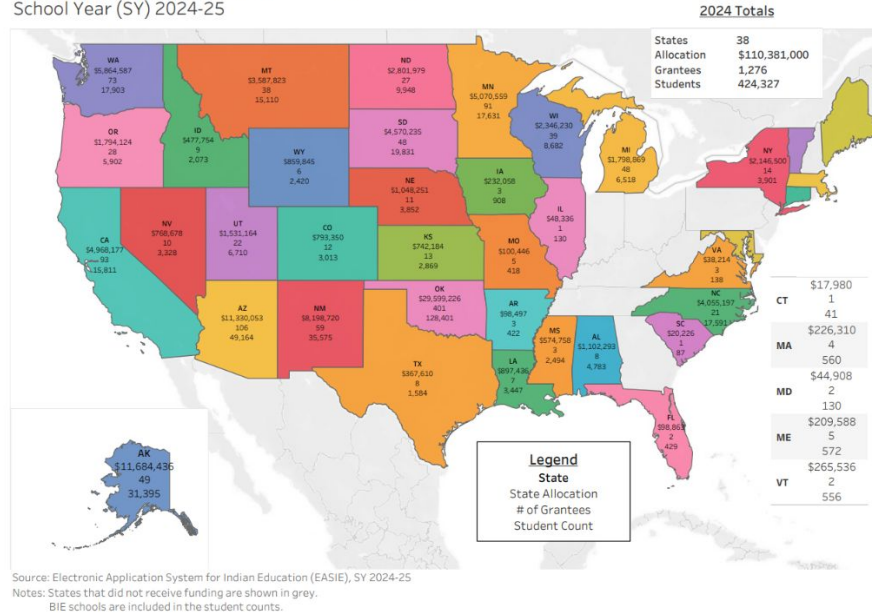 School Year (SY) 2024-25
2024 Totals
States 38
Allocation $110,381,000
Grantees 1,276
Students 424,327
WA
$5,864,587
73
17,903
OR
$1,794,124
28
5,902
CA
$4,968,177
93
15,811
ID
$477,754
9
2,073
NV
$768,678
10
3,328
MT
$3,587,823
38
15,110
WY
$859,845
6
2,420
UT
$1,531,164
22
6,710
AZ
$11,330,053
106
49,164
CO
$793,350
12
3,013
NM
$8,198,720
59
35,575
ND
$2,801,979
27
9,948
SD
$4,570,235
48
19,831
NE
$1,048,251
11
3,852
KS
$742,184
13
2,869
OK
$29,599,226
401
128,401
TX
$367,610
8
1,584
MN
$5,070,559
91
17,631
IA
$232,058
3
908
MO
$100,446
5
418
AR
$98,497
3
422
LA
$897,436
7
3,447
WI
$2,346,230
39
8,682
IL
$48,336
1
130
MI
$1,798,869
48
6,518
MS
$574,758
3
2,494
AL
$1,102,293
8
4,783
FL
$98,863
2
429
SC
$20,226
1
87
NC
$4,055,197
21
17,591
VA
$38,214
3
138
NY
$2,146,500
14
3,901
CT
$17,980
1
41
MA
$226,310
4
560
MD
$44,908
2
130
ME
$209,588
5
572
VT
$265,536
2
556
AK
$11,684,436
49
31,395
Legend
State
State Allocation
# of Grantees
Student Count
Source: Electronic Application System for Indian Education (EASIE), SY 2024-25
Notes: States that did not receive funding are shown in grey.
BIE schools are included in the student counts.